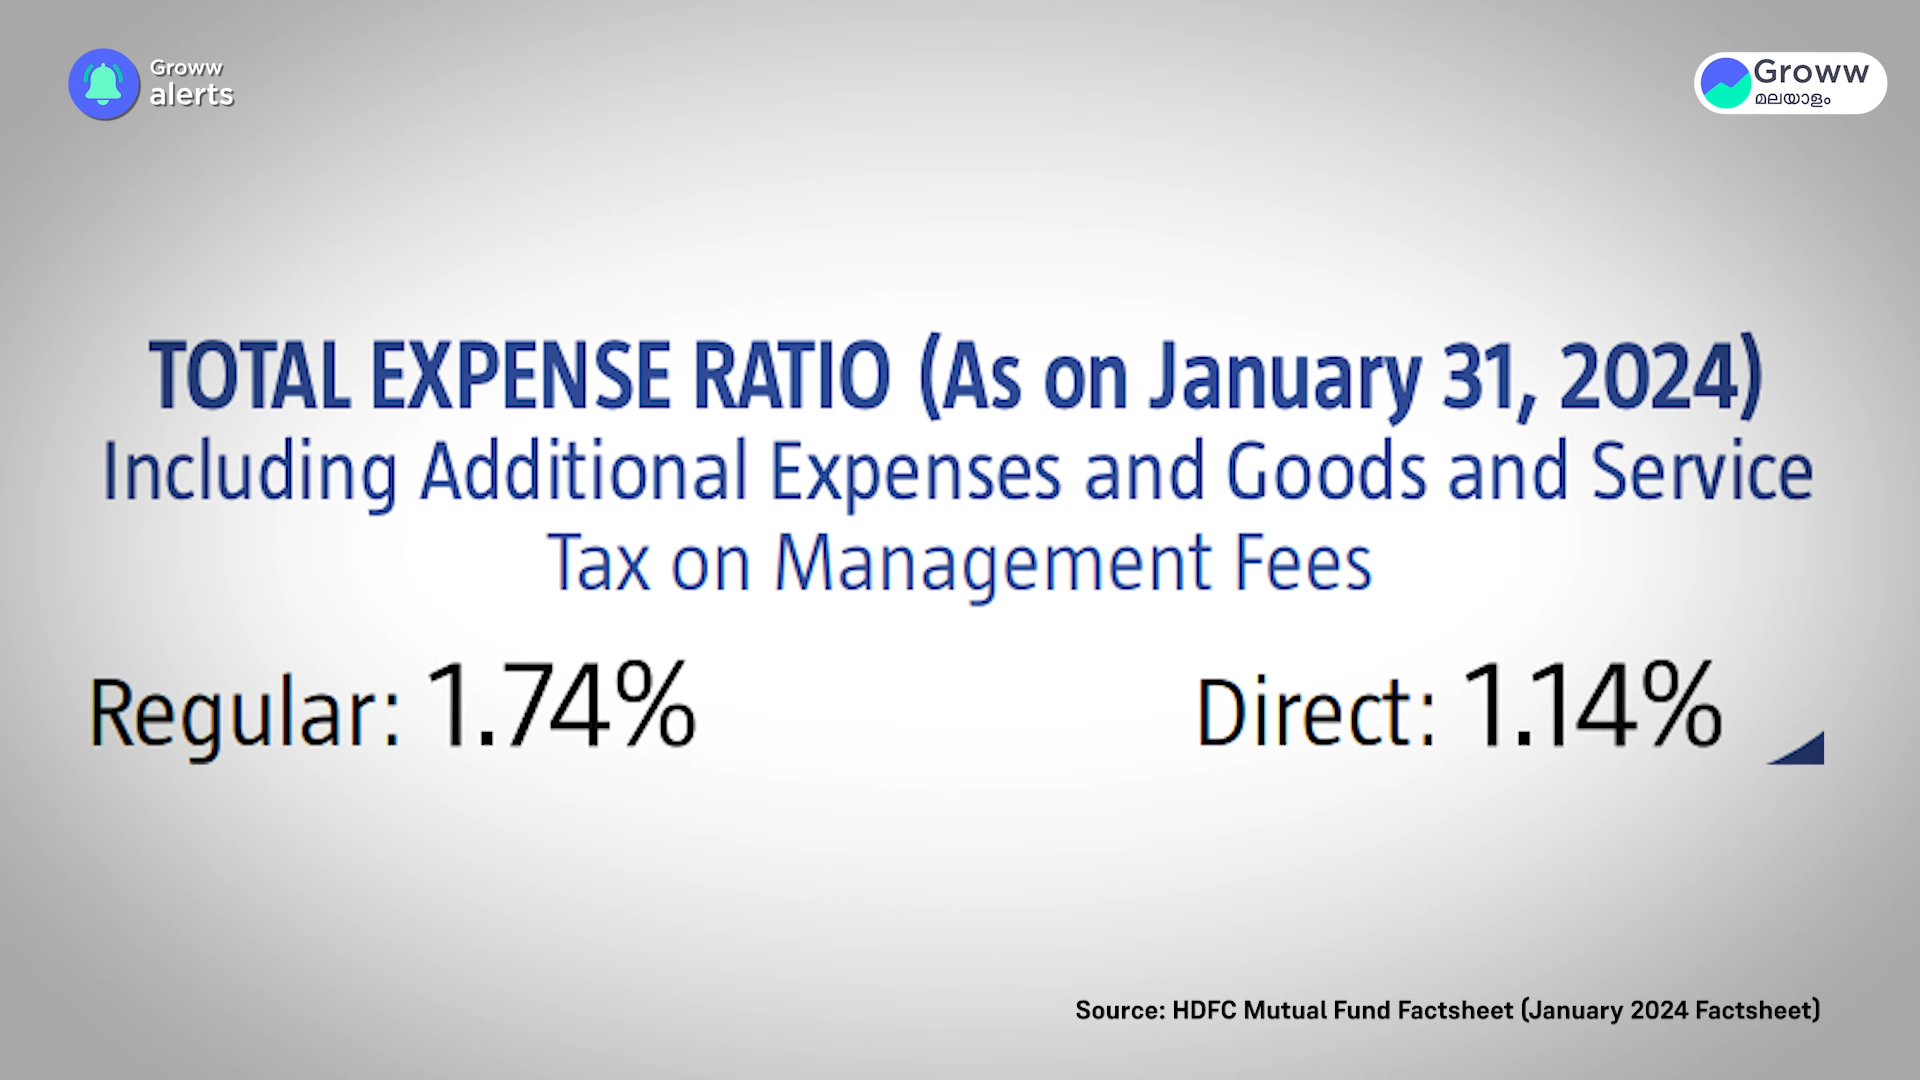 Groww
alerts
Groww
മലയാളം
TOTAL EXPENSE RATIO (As on January 31, 2024)
Including Additional Expenses and Goods and Service
Tax on Management Fees
Regular: 1.74%
Direct: 1.14%
Source: HDFC Mutual Fund Factsheet (January 2024 Factsheet)